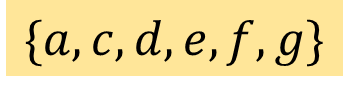 {a, c, d, e, f, g}